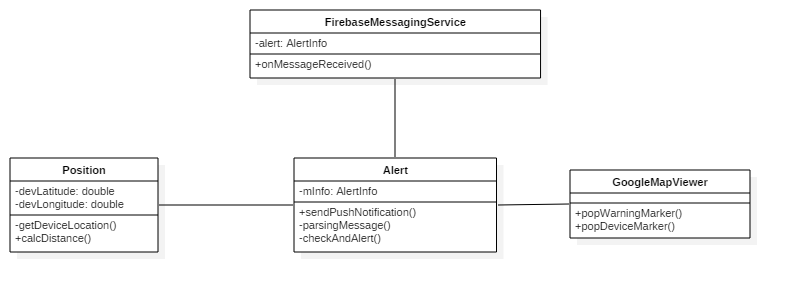 FirebaseMessagingService
-alert: AlertInfo
+onMessageReceived()
Position
-devLatitude: double
-devLongitude: double
-getDeviceLocation()
+calcDistance()
Alert
-mInfo: AlertInfo
+sendPushNotification()
-parsingMessage()
-checkAndAlert()
GoogleMapViewer
+popWarningMarker()
+popDeviceMarker()